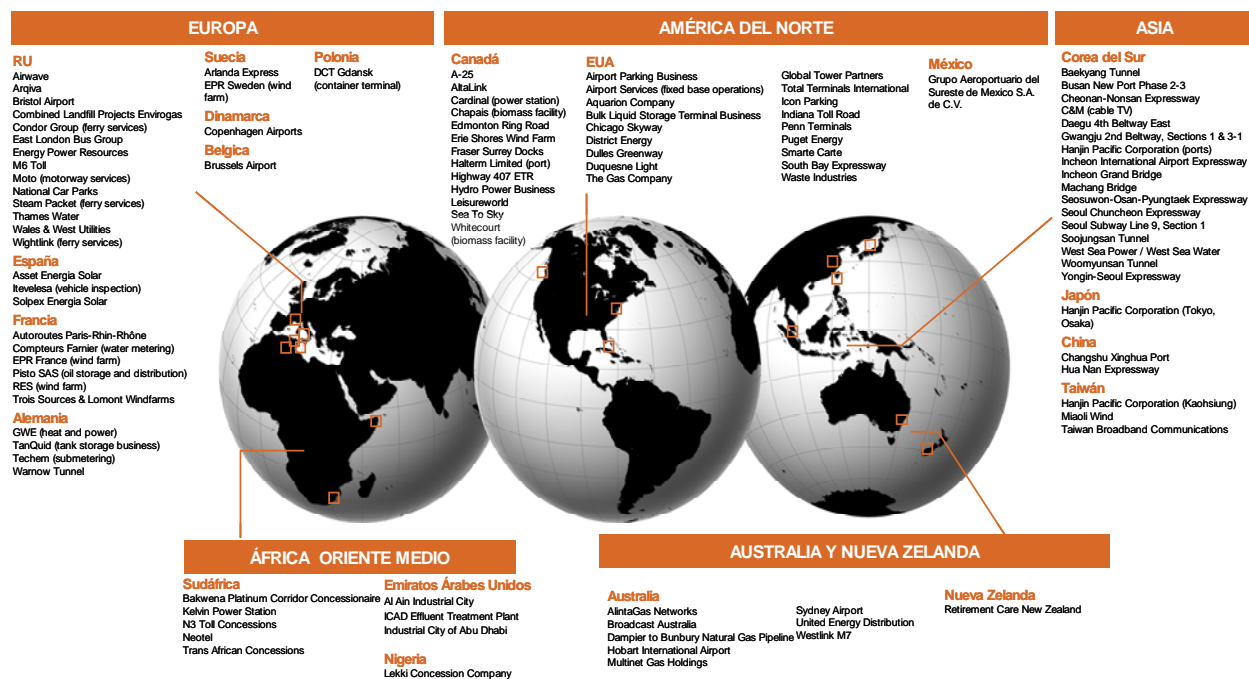 EUROPA
RU
Airwave
Arqiva
Bristol Airport
Combined Landfill Projects Envirogas
Condor Group (ferry services)
East London Bus Group
Energy Power Resources
M6 Toll
Moto (motorway services)
National Car Parks
Steam Packet (ferry services)
Thames Water
Wales & West Utilities
Wightlink (ferry services)
España
Asset Energia Solar
Itevelesa (vehicle inspection)
Solpex Energia Solar
Francia
Autoroutes Paris-Rhin-Rhône
Compteurs Farnier (water metering)
EPR France (wind farm)
Pisto SAS (oil storage and distribution)
RES (wind farm)
Trois Sources & Lomont Windfarms
Alemania
GWE (heat and power)
TanQuid (tank storage business)
Techem (submetering)
Warnow Tunnel
Suecia
Arlanda Express
EPR Sweden (wind
farm)
Dinamarca
Copenhagen Airports
Belgica
Brussels Airport
Polonia
DCT Gdansk
(container terminal)
AMÉRICA DEL NORTE
Canadá
A-25
AltaLink
Cardinal (power station)
Chapais (biomass facility)
Edmonton Ring Road
Erie Shores Wind Farm
Fraser Surrey Docks
Halterm Limited (port)
Highway 407 ETR
Hydro Power Business
Leisureworld
Sea To Sky
Whitecourt
(biomass facility)
EUA
Airport Parking Business
Airport Services (fixed base operations)
Aquarion Company
Bulk Liquid Storage Terminal Business
Chicago Skyway
District Energy
Dulles Greenway
Duquesne Light
The Gas Company
Global Tower Partners
Total Terminals International
Icon Parking
Indiana Toll Road
Penn Terminals
Puget Energy
Smarte Carte
South Bay Expressway
Waste Industries
México
Grupo Aeroportuario del
Sureste de Mexico S.A.
de C.V.
ASIA
Corea del Sur
Baekyang Tunnel
Busan New Port Phase 2-3
Cheonan-Nonsan Expressway
C&M (cable TV)
Daegu 4th Beltway East
Gwangju 2nd Beltway, Sections 1 & 3-1
Hanjin Pacific Corporation (ports)
Incheon International Airport Expressway
Incheon Grand Bridge
Machang Bridge
Seosuwon-Osan-Pyungtaek Expressway
Seoul Chuncheon Expressway
Seoul Subway Line 9, Section 1
Soojungsan Tunnel
West Sea Power / West Sea Water
Woomyunsan Tunnel
Yongin-Seoul Expressway
Japón
Hanjin Pacific Corporation (Tokyo,
Osaka)
China
Changshu Xinghua Port
Hua Nan Expressway
Taiwán
Hanjin Pacific Corporation (Kaohsiung)
Miaoli Wind
Taiwan Broadband Communications
ÁFRICA ORIENTE MEDIO
Sudáfrica
Bakwena Platinum Corridor Concessionaire
Kelvin Power Station
N3 Toll Concessions
Neotel
Trans African Concessions
Emiratos Árabes Unidos
Al Ain Industrial City
ICAD Effluent Treatment Plant
Industrial City of Abu Dhabi
Nigeria
Lekki Concession Company
AUSTRALIA Y NUEVA ZELANDA
Australia
AlintaGas Networks
Broadcast Australia
Dampier to Bunbury Natural Gas Pipeline
Hobart International Airport
Multinet Gas Holdings
Sydney Airport
United Energy Distribution
Westlink M7
Nueva Zelanda
Retirement Care New Zealand